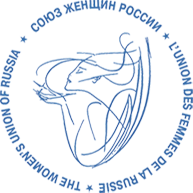 ★ СОЮЗ ЖЕНЩИН РОССИИ
★ L'UNION DES FEMMES DE LA RUSSIE
★ THE WOMEN'S UNION OF RUSSIA